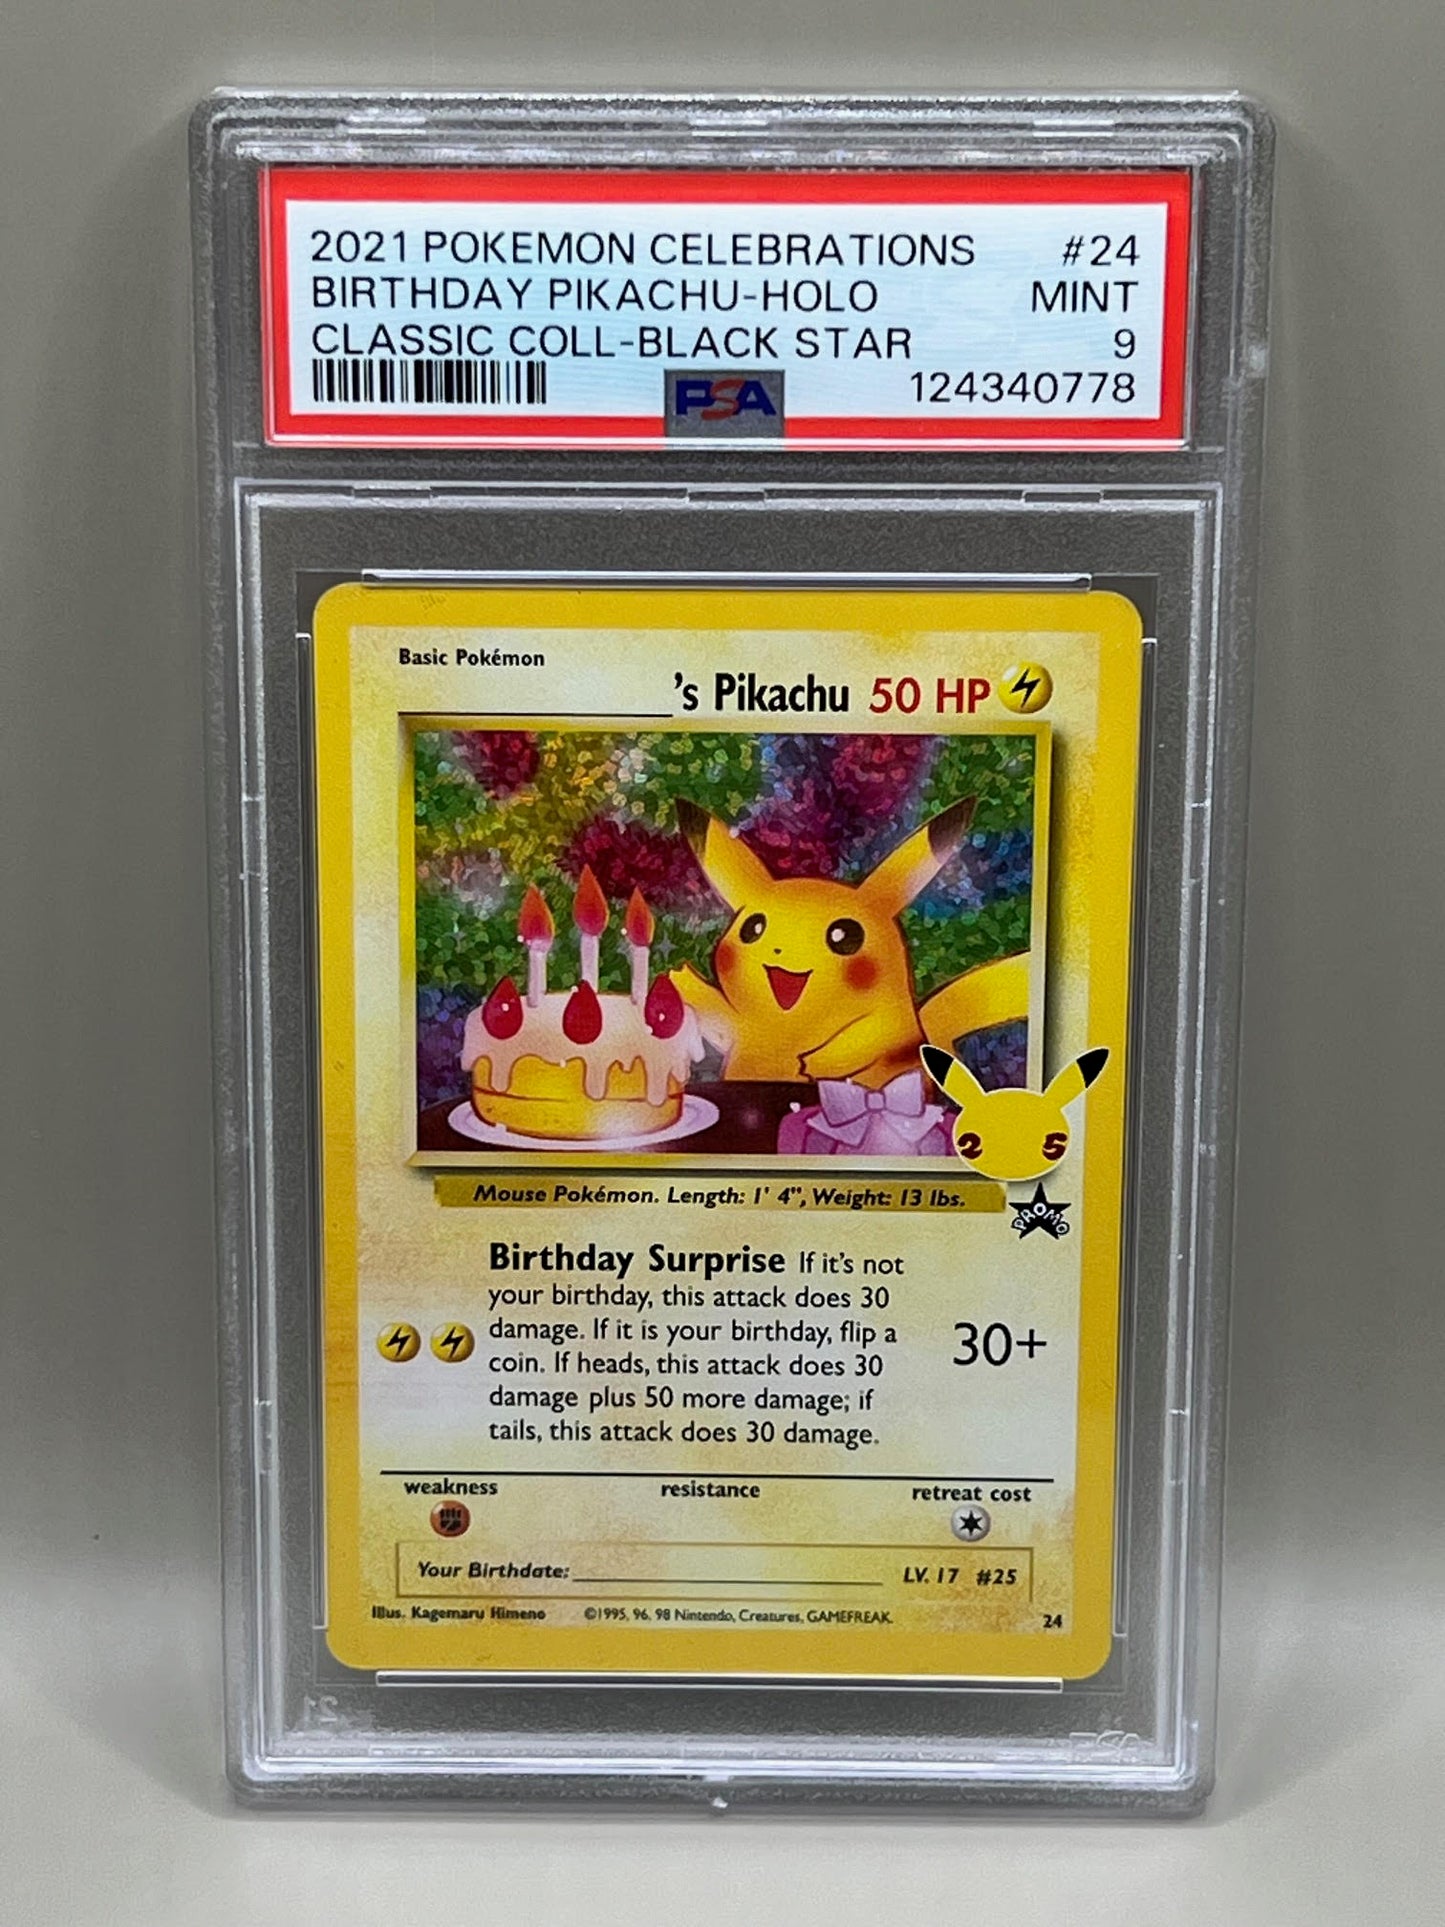 2021 POKEMON CELEBRATIONS #24
BIRTHDAY PIKACHU-HOLO MINT
CLASSIC COLL-BLACK STAR 9
PSA 124340778
Basic Pokémon
's Pikachu 50 HP
25
Mouse Pokémon. Length: 1' 4", Weight: 13 lbs.
PROMO
Birthday Surprise If it's not
your birthday, this attack does 30
damage. If it is your birthday, flip a
coin. If heads, this attack does 30
damage plus 50 more damage; if
tails, this attack does 30 damage.
30+
weakness resistance retreat cost
Your Birthdate: LV. 17 #25
Illus. Kagemaru Himeno ©1995, 96, 98 Nintendo, Creatures, GAMEFREAK. 24